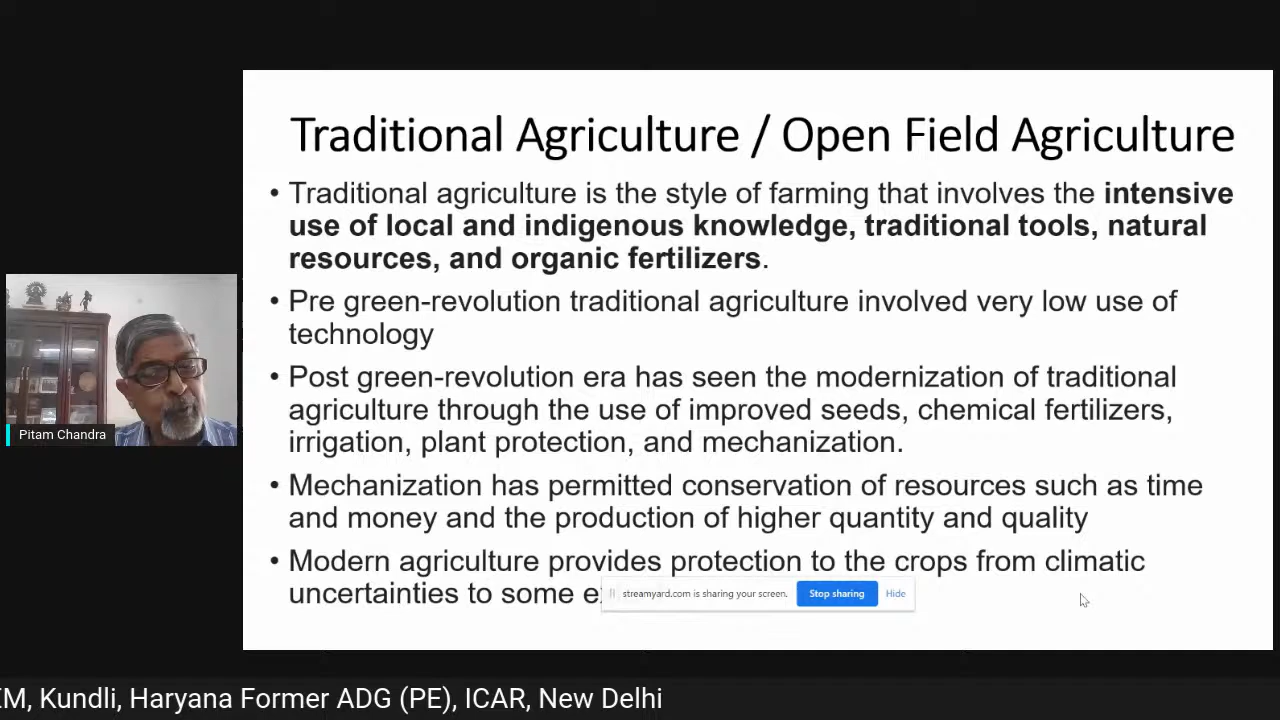 Traditional Agriculture / Open Field Agriculture
• Traditional agriculture is the style of farming that involves the intensive
use of local and indigenous knowledge, traditional tools, natural
resources, and organic fertilizers.
• Pre green-revolution traditional agriculture involved very low use of
technology
• Post green-revolution era has seen the modernization of traditional
agriculture through the use of improved seeds, chemical fertilizers,
irrigation, plant protection, and mechanization.
• Mechanization has permitted conservation of resources such as time
and money and the production of higher quantity and quality
• Modern agriculture provides protection to the crops from climatic
uncertainties to some
streamyard.com is sharing your screen. Stop sharing Hide
Pitam Chandra
EM, Kundli, Haryana Former ADG (PE), ICAR, New Delhi